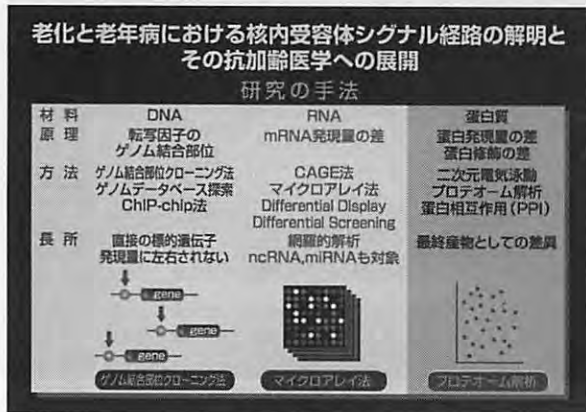 老化と老年病における核内受容体シグナル経路の解明と
その抗加齢医学への展開
研究の手法
材料 DNA RNA 蛋白質
原理 転写因子の mRNA発現量の差 蛋白発現量の差
ゲノム結合部位 蛋白修飾の差
方法 ゲノム結合部位クローニング法 CAGE法 二次元電気泳動
ゲノムデータベース探索 マイクロアレイ法 プロテオーム解析
ChIP-chip法 Differential Display 蛋白相互作用(PPI)
Differential Screening
長所 直接の標的遺伝子 網羅的解析 最終産物としての差異
発現量に左右されない ncRNA,miRNAも対象
gene
gene
gene
ゲノム結合部位クローニング法 マイクロアレイ法 プロテオーム解析